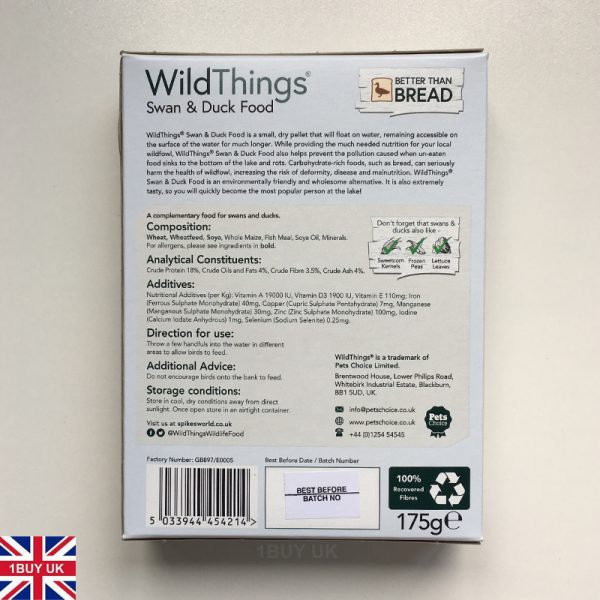 WildThings®
Swan & Duck Food
BETTER THAN
BREAD
WildThings® Swan & Duck Food is a small, dry pellet that will float on water, remaining accessible on
the surface of the water for much longer. While providing the much needed nutrition for your local
wildfowl, WildThings® Swan & Duck Food also helps prevent the pollution caused when un-eaten
food sinks to the bottom of the lake and rots. Carbohydrate-rich foods, such as bread, can seriously
harm the health of wildfowl, increasing the risk of deformity, disease and malnutrition. WildThings®
Swan & Duck Food is an environmentally friendly and wholesome alternative. It is also extremely
tasty, so you will quickly become the most popular person at the lake!
A complementary food for swans and ducks.
Composition:
Wheat, Wheatfeed, Soya, Whole Maize, Fish Meal, Soya Oil, Minerals.
For allergens, please see ingredients in bold.
Don't forget that swans &
ducks also like -
Sweetcorn
Kernels
Frozen
Peas
Lettuce
Leaves
Analytical Constituents:
Crude Protein 18%, Crude Oils and Fats 4%, Crude Fibre 3.5%, Crude Ash 4%.
Additives:
Nutritional Additives (per Kg): Vitamin A 19000 IU, Vitamin D3 1900 IU, Vitamin E 110mg; Iron
(Ferrous Sulphate Monohydrate) 40mg, Copper (Cupric Sulphate Pentahydrate) 7mg, Manganese
(Manganous Sulphate Monohydrate) 30mg, Zinc (Zinc Sulphate Monohydrate) 100mg, Iodine
(Calcium Iodate Anhydrous) 1mg, Selenium (Sodium Selenite) 0.25mg.
Direction for use:
Throw a few handfuls into the water in different
areas to allow birds to feed.
Additional Advice:
Do not encourage birds onto the bank to feed.
Storage conditions:
Store in cool, dry conditions away from direct
sunlight. Once open store in an airtight container.
Visit us at spikesworld.co.uk
@WildThingsWildlifeFood
WildThings® is a trademark of
Pets Choice Limited.
Brentwood House, Lower Philips Road,
Whitebirk Industrial Estate, Blackburn,
BB1 5UD, UK.
info@petschoice.co.uk
www.petschoice.co.uk
+44 (0)1254 54545
Pets
Choice
Factory Number: GB897/E0005
Best Before Date / Batch Number
BEST BEFORE
BATCH NO
100%
Recovered
Fibres
5 033944 454214 >
175g℮
1BUY UK
1BUY UK